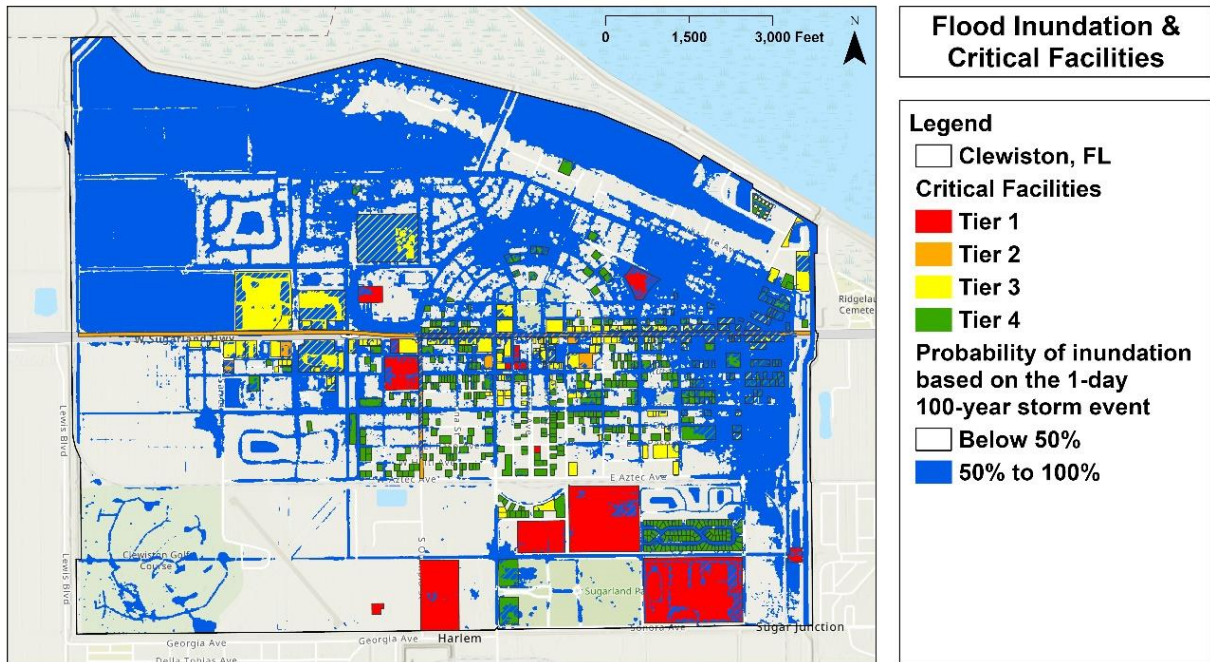 N
0 1,500 3,000 Feet
Flood Inundation &
Critical Facilities
Legend
Clewiston, FL
Critical Facilities
Tier 1
Tier 2
Tier 3
Tier 4
Probability of inundation
based on the 1-day
100-year storm event
Below 50%
50% to 100%
W Sugarland Hwy
Lewis Blvd
E Aztec Ave
Aztec Ave
Clewiston Golf
Course
Lewis Blvd
Sugarland
Sonora Ave
Sugar Junction
Georgia Ave
Georgia Ave
Harlem
Della Tobias Ave